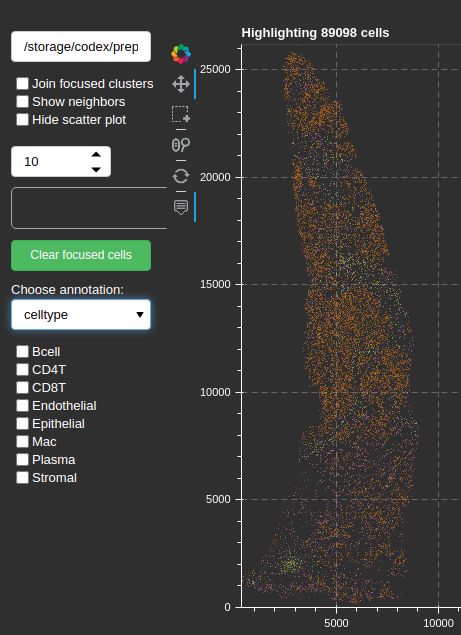 /storage/codex/prep
Join focused clusters
Show neighbors
Hide scatter plot
10
Clear focused cells
Choose annotation:
celltype
Bcell
CD4T
CD8T
Endothelial
Epithelial
Mac
Plasma
Stromal
Highlighting 89098 cells
25000
20000
15000
10000
5000
0
5000
10000